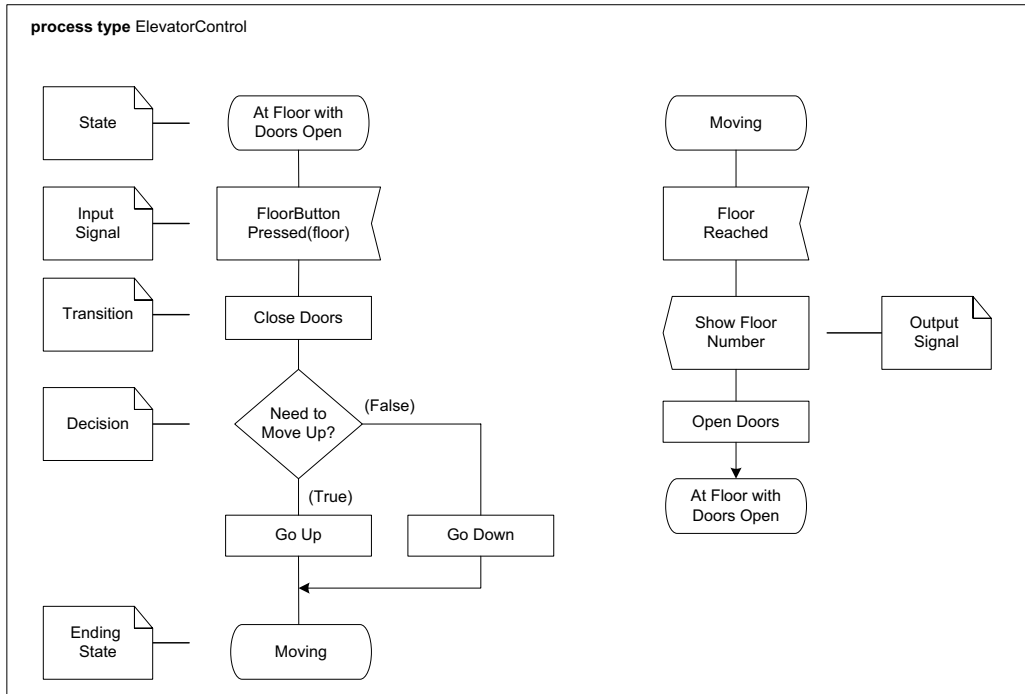 process type ElevatorControl
State
At Floor with
Doors Open
Moving
Input
Signal
FloorButton
Pressed(floor)
Floor
Reached
Transition
Close Doors
Show Floor
Number
Output
Signal
Decision
Need to
Move Up?
(False)
Open Doors
(True)
At Floor with
Doors Open
Go Up
Go Down
Ending
State
Moving